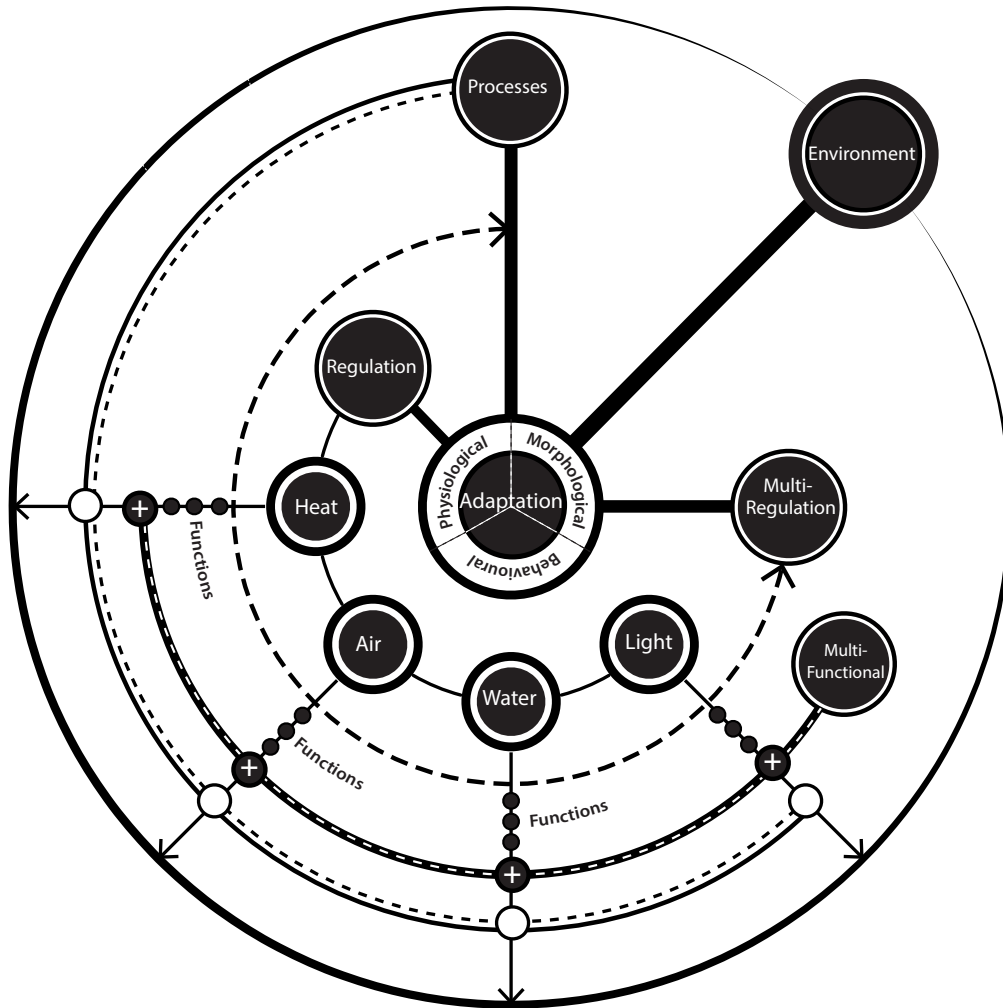 Processes
Environment
Regulation
Physiological
Morphological
Behavioural
Adaptation
Multi-
Regulation
Heat
Functions
Air
Functions
Water
Functions
Light
Multi-
Functional
+
+
+
+